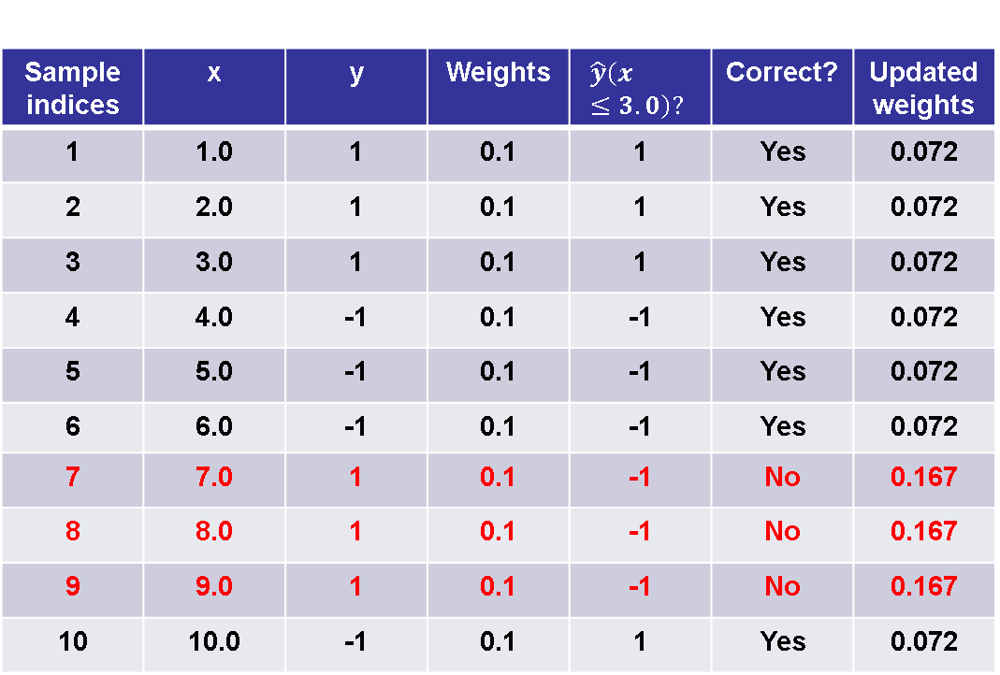 Sample indices x y Weights ŷ(x ≤ 3.0)? Correct? Updated weights
1 1.0 1 0.1 1 Yes 0.072
2 2.0 1 0.1 1 Yes 0.072
3 3.0 1 0.1 1 Yes 0.072
4 4.0 -1 0.1 -1 Yes 0.072
5 5.0 -1 0.1 -1 Yes 0.072
6 6.0 -1 0.1 -1 Yes 0.072
7 7.0 1 0.1 -1 No 0.167
8 8.0 1 0.1 -1 No 0.167
9 9.0 1 0.1 -1 No 0.167
10 10.0 -1 0.1 1 Yes 0.072